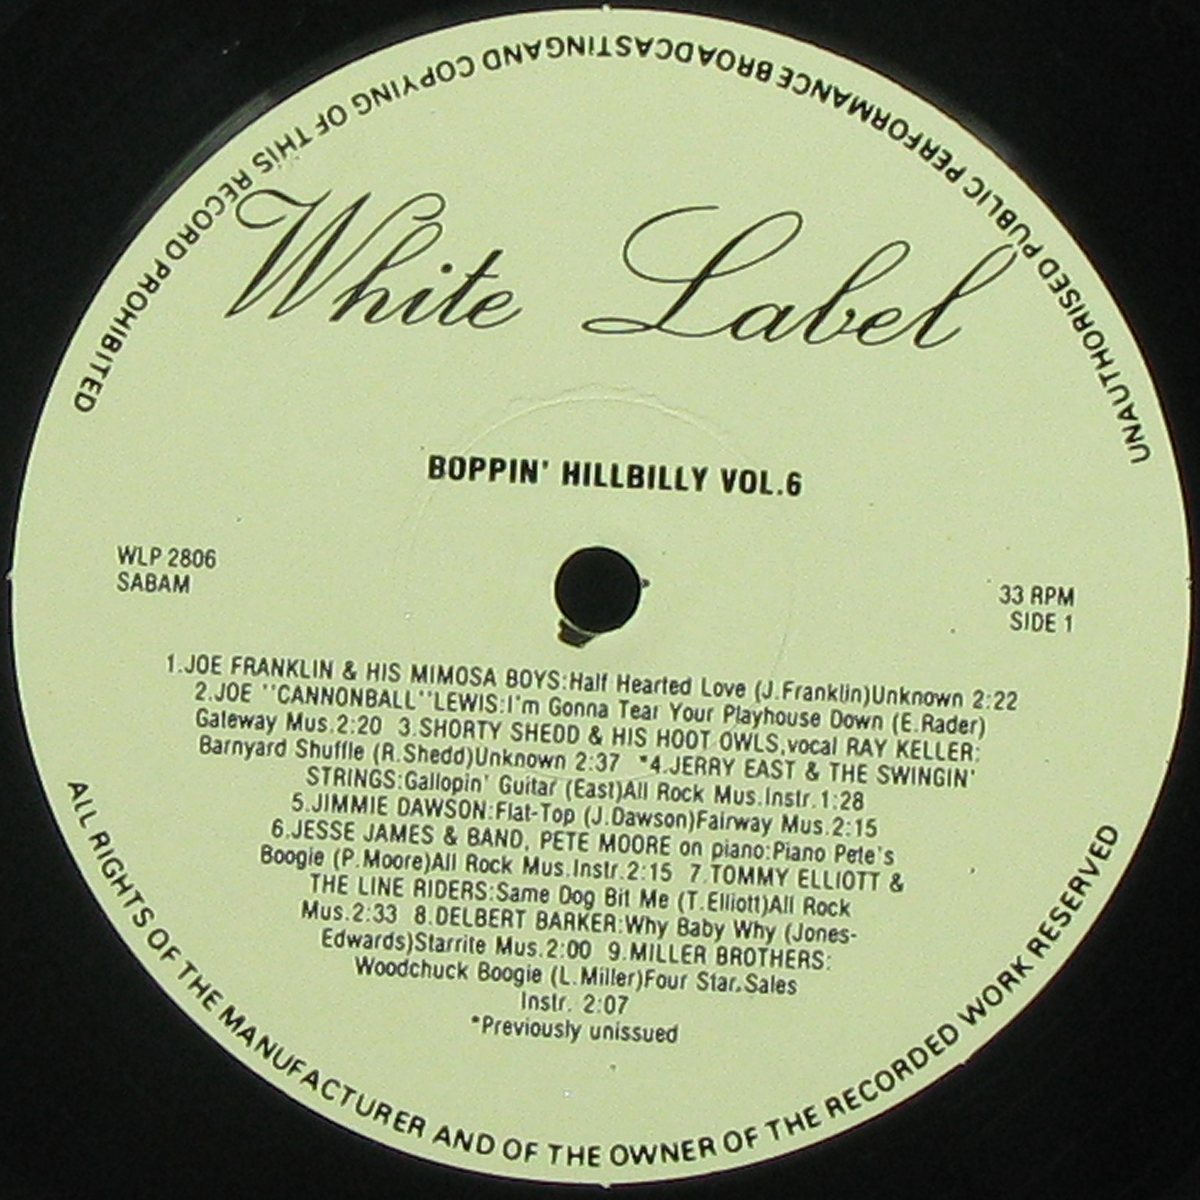 UNAUTHORISED PUBLIC PERFORMANCE BROADCASTING AND COPYING OF THIS RECORD PROHIBITED
White Label
BOPPIN' HILLBILLY VOL.6
WLP 2806
SABAM
33 RPM
SIDE 1
1.JOE FRANKLIN & HIS MIMOSA BOYS:Half Hearted Love (J.Franklin)Unknown 2:22
2.JOE "CANNONBALL"LEWIS:I'm Gonna Tear Your Playhouse Down (E.Rader)
Gateway Mus.2:20 3.SHORTY SHEDD & HIS HOOT OWLS,vocal RAY KELLER:
Barnyard Shuffle (R.Shedd)Unknown 2:37 *4.JERRY EAST & THE SWINGIN'
STRINGS:Gallopin' Guitar (East)All Rock Mus.Instr.1:28
5.JIMMIE DAWSON:Flat-Top (J.Dawson)Fairway Mus.2:15
6.JESSE JAMES & BAND, PETE MOORE on piano:Piano Pete's
Boogie (P.Moore)All Rock Mus.Instr.2:15 7.TOMMY ELLIOTT &
THE LINE RIDERS:Same Dog Bit Me (T.Elliott)All Rock
Mus.2:33 8.DELBERT BARKER:Why Baby Why (Jones-
Edwards)Starrite Mus.2:00 9.MILLER BROTHERS:
Woodchuck Boogie (L.Miller)Four Star.Sales
Instr. 2:07
*Previously unissued
ALL RIGHTS OF THE MANUFACTURER AND OF THE OWNER OF THE RECORDED WORK RESERVED